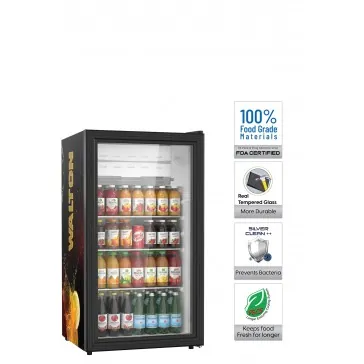 WALTON
100%
Food Grade
Materials
FDA CERTIFIED
Real
Tempered Glass
More Durable
SILVER
CLEAN ++
Prevents Bacteria
Keeps food
Fresh for longer